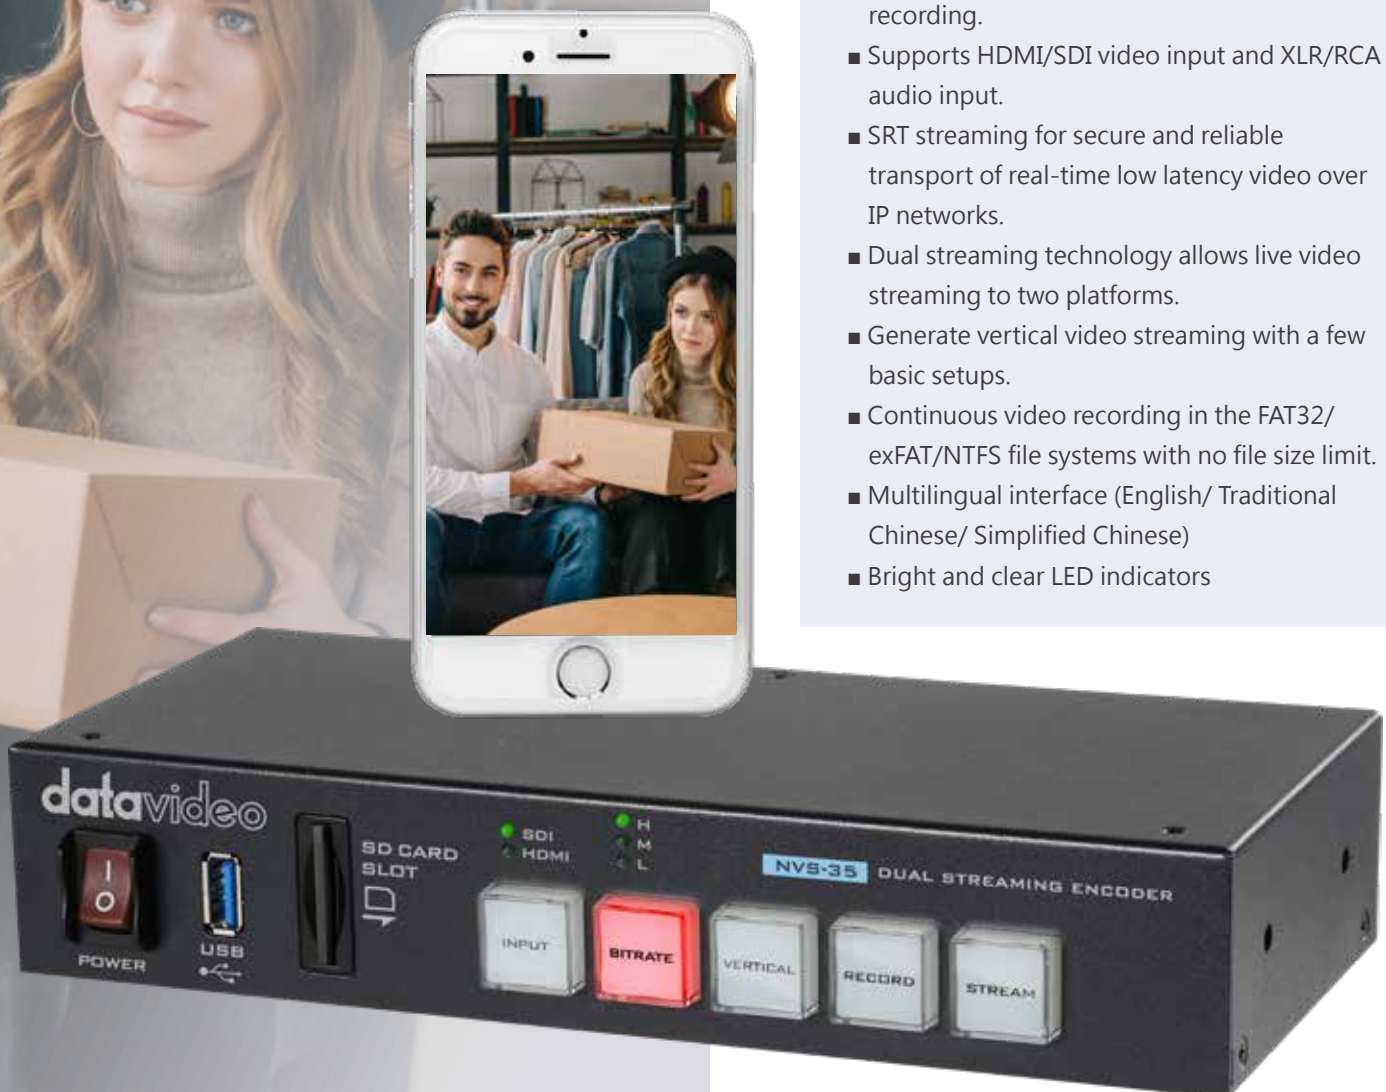 recording.
■ Supports HDMI/SDI video input and XLR/RCA
audio input.
■ SRT streaming for secure and reliable
transport of real-time low latency video over
IP networks.
■ Dual streaming technology allows live video
streaming to two platforms.
■ Generate vertical video streaming with a few
basic setups.
■ Continuous video recording in the FAT32/
exFAT/NTFS file systems with no file size limit.
■ Multilingual interface (English/ Traditional
Chinese/ Simplified Chinese)
■ Bright and clear LED indicators
datavideo
POWER
USB
SD CARD
SLOT
SDI
HDMI
H
M
L
NVS-35 DUAL STREAMING ENCODER
INPUT
BITRATE
VERTICAL
RECORD
STREAM